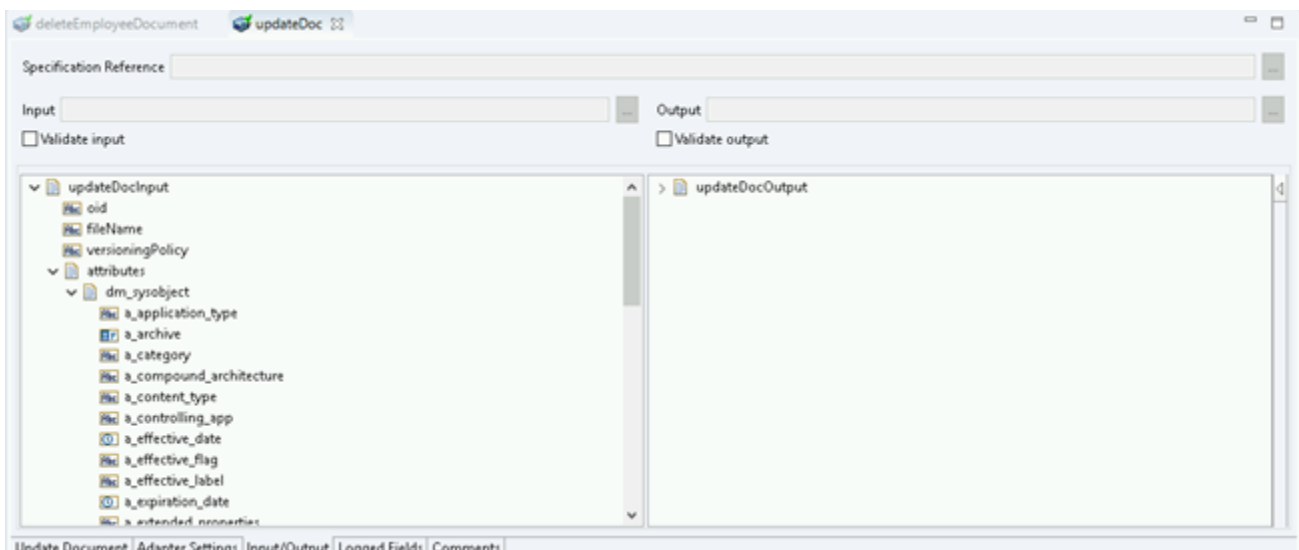 deleteEmployeeDocument updateDoc
Specification Reference ...
Input ... Output ...
Validate input Validate output
updateDocInput updateDocOutput
oid
fileName
versioningPolicy
attributes
dm_sysobject
a_application_type
a_archive
a_category
a_compound_architecture
a_content_type
a_controlling_app
a_effective_date
a_effective_flag
a_effective_label
a_expiration_date
a_extended_properties
Update Document Adapter Settings Input/Output Logged Fields Comments